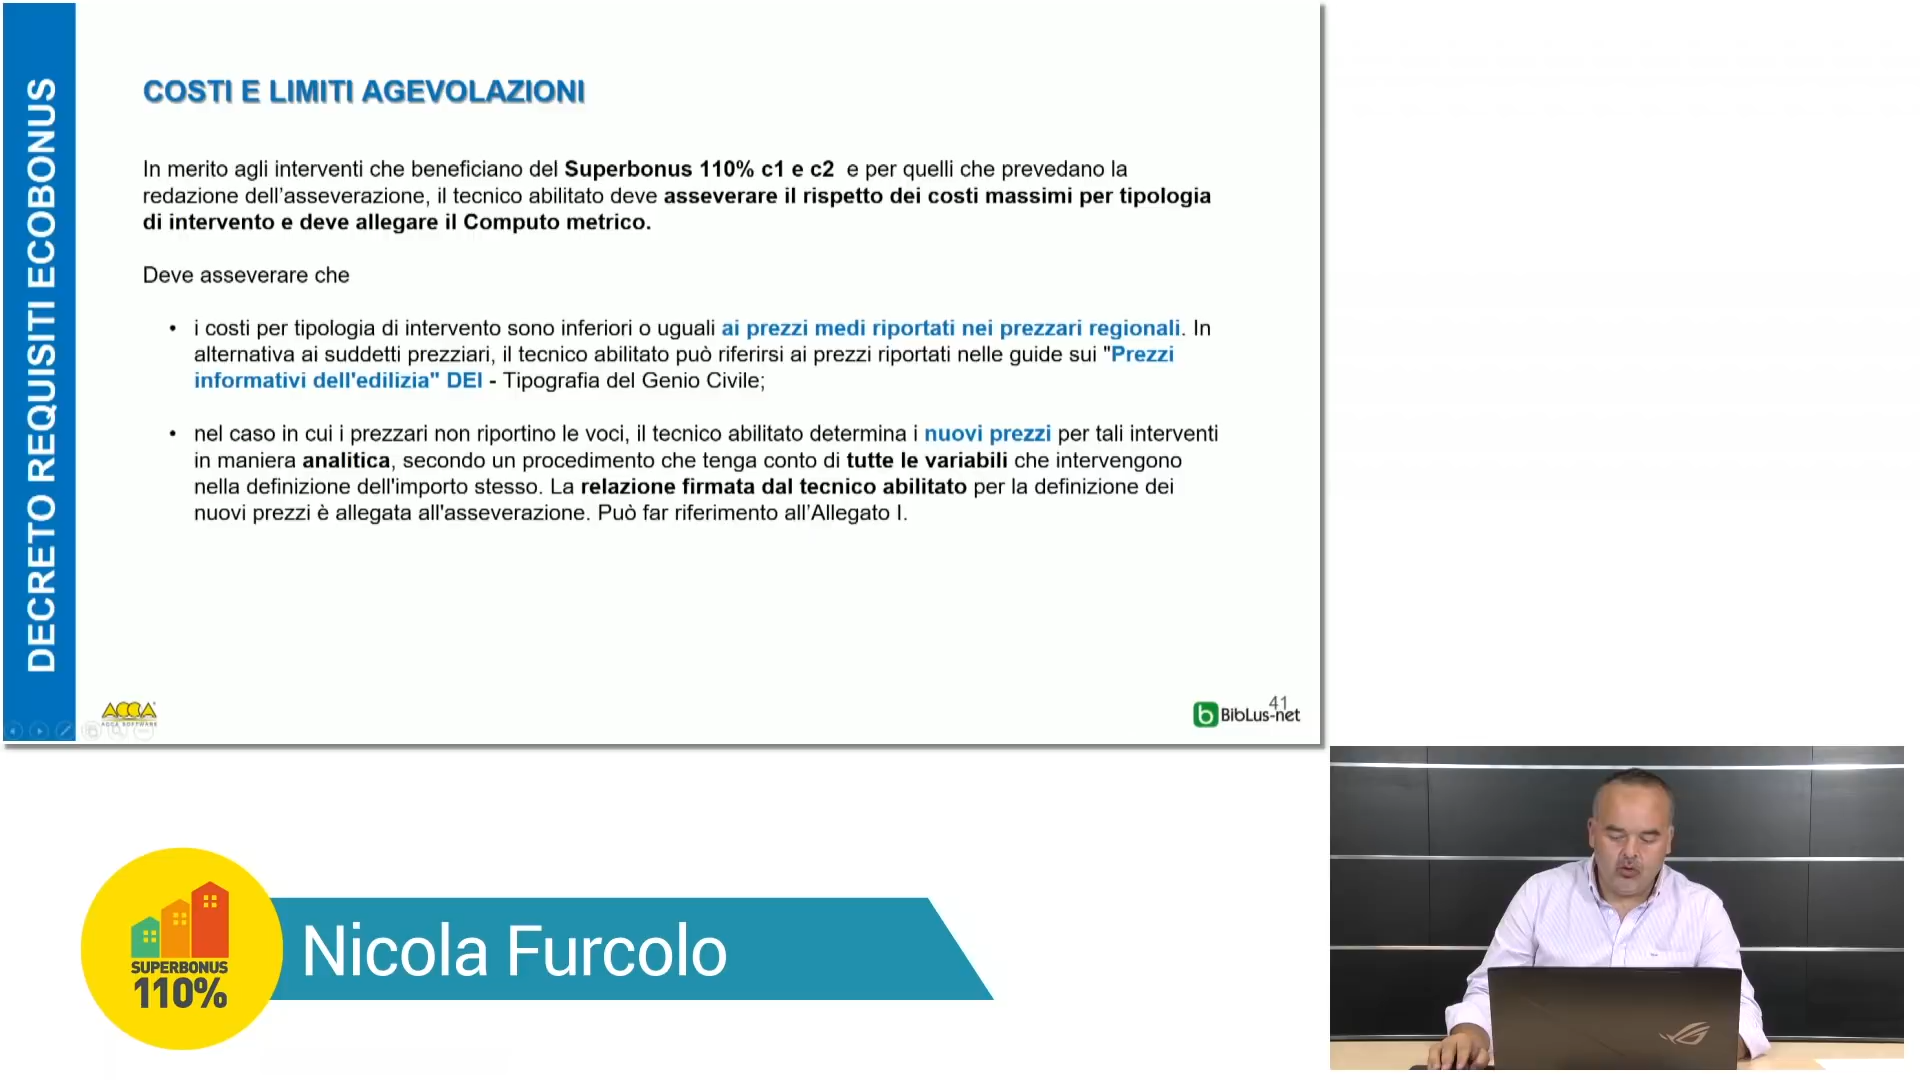 DECRETO REQUISITI ECOBONUS
COSTI E LIMITI AGEVOLAZIONI
In merito agli interventi che beneficiano del Superbonus 110% c1 e c2 e per quelli che prevedano la
redazione dell'asseverazione, il tecnico abilitato deve asseverare il rispetto dei costi massimi per tipologia
di intervento e deve allegare il Computo metrico.
Deve asseverare che
• i costi per tipologia di intervento sono inferiori o uguali ai prezzi medi riportati nei prezzari regionali. In
alternativa ai suddetti prezziari, il tecnico abilitato può riferirsi ai prezzi riportati nelle guide sui "Prezzi
informativi dell'edilizia" DEI - Tipografia del Genio Civile;
• nel caso in cui i prezzari non riportino le voci, il tecnico abilitato determina i nuovi prezzi per tali interventi
in maniera analitica, secondo un procedimento che tenga conto di tutte le variabili che intervengono
nella definizione dell'importo stesso. La relazione firmata dal tecnico abilitato per la definizione dei
nuovi prezzi è allegata all'asseverazione. Può far riferimento all'Allegato I.
ACCA
ACCA SOFTWARE
41
b BibLus-net
SUPERBONUS
110%
Nicola Furcolo